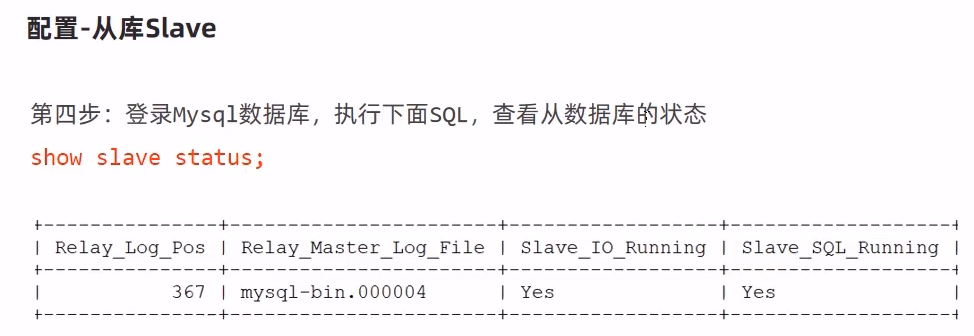 配置-从库Slave
第四步：登录Mysql数据库，执行下面SQL，查看从数据库的状态
show slave status;
+---------------+-----------------------+------------------+-------------------+
| Relay_Log_Pos | Relay_Master_Log_File | Slave_IO_Running | Slave_SQL_Running |
+---------------+-----------------------+------------------+-------------------+
|           367 | mysql-bin.000004      | Yes              | Yes               |
+---------------+-----------------------+------------------+-------------------+